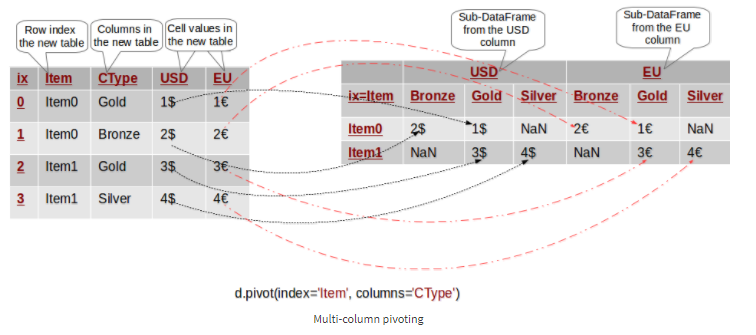 Row index
the new table
Columns in
the new table
Cell values in
the new table
Sub-DataFrame
from the USD
column
Sub-DataFrame
from the EU
column
ix Item CType USD EU
0 Item0 Gold 1$ 1€
1 Item0 Bronze 2$ 2€
2 Item1 Gold 3$ 3€
3 Item1 Silver 4$ 4€
USD EU
ix=Item Bronze Gold Silver Bronze Gold Silver
Item0 2$ 1$ NaN 2€ 1€ NaN
Item1 NaN 3$ 4$ NaN 3€ 4€
d.pivot(index='Item', columns='CType')
Multi-column pivoting